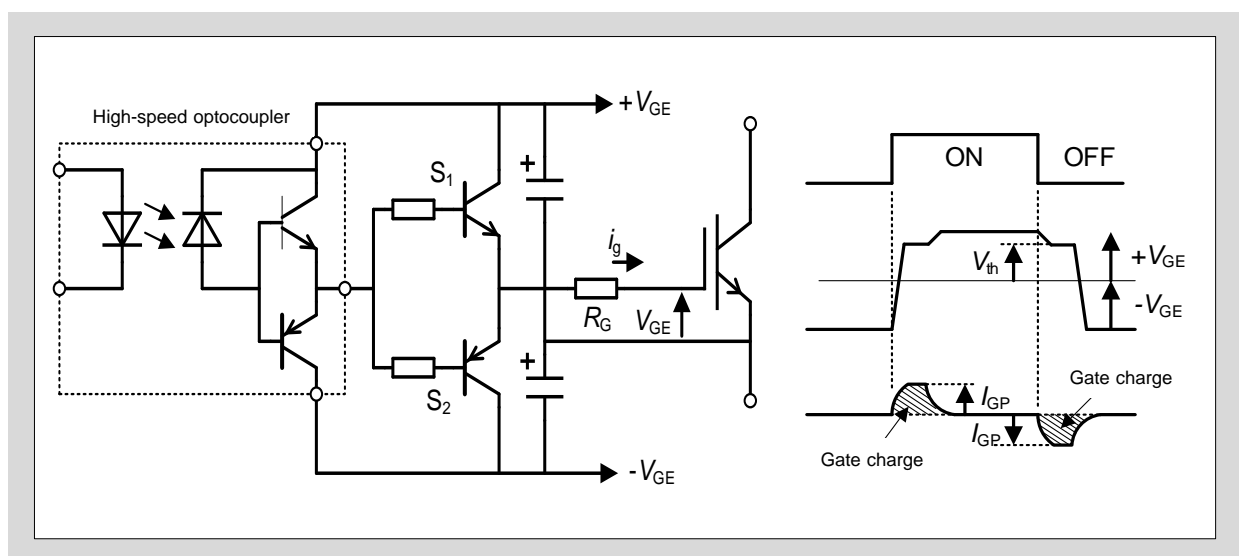 High-speed optocoupler
+VGE
S1
+
ig
RG
VGE
+
S2
-VGE
ON
OFF
Vth
+VGE
-VGE
IGP
Gate charge
IGP
Gate charge